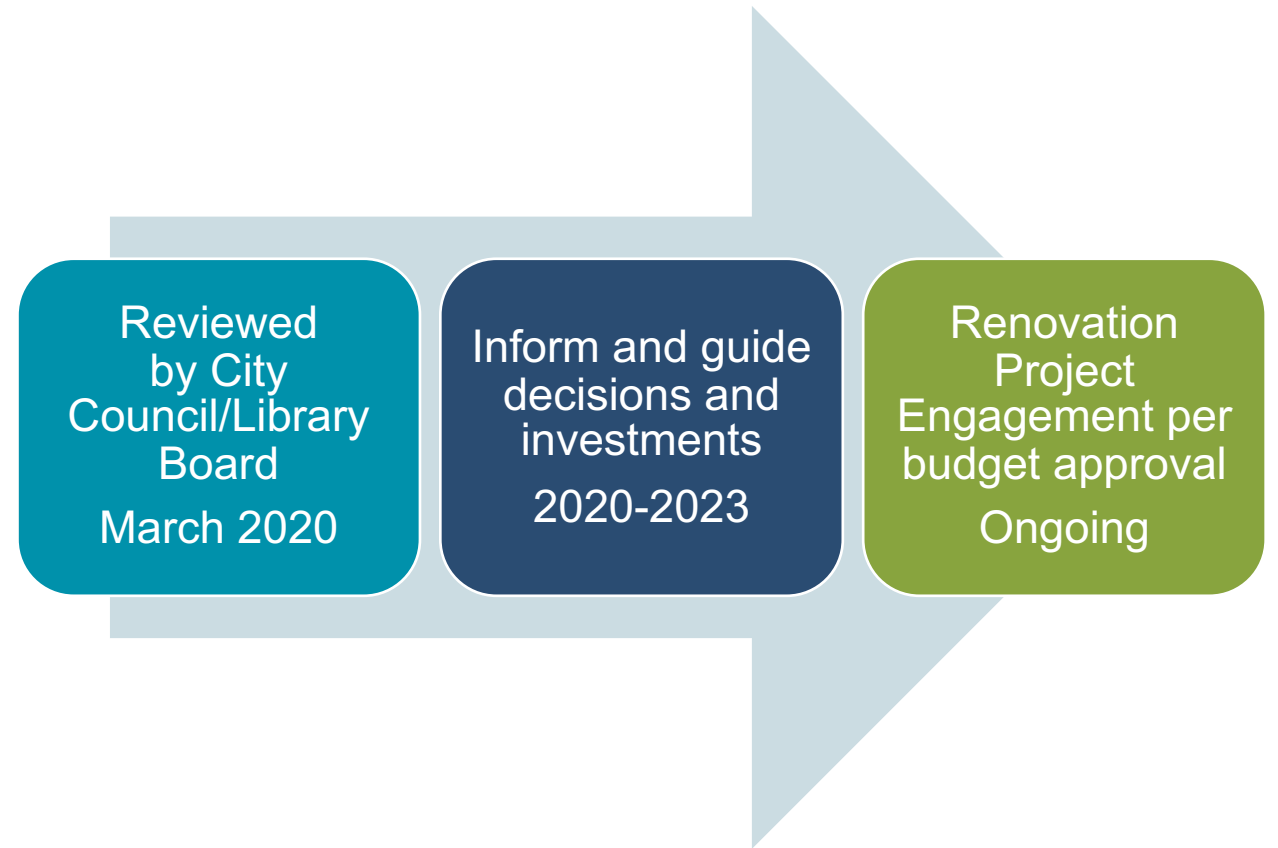 Reviewed
by City
Council/Library
Board
March 2020
Inform and guide
decisions and
investments
2020-2023
Renovation
Project
Engagement per
budget approval
Ongoing